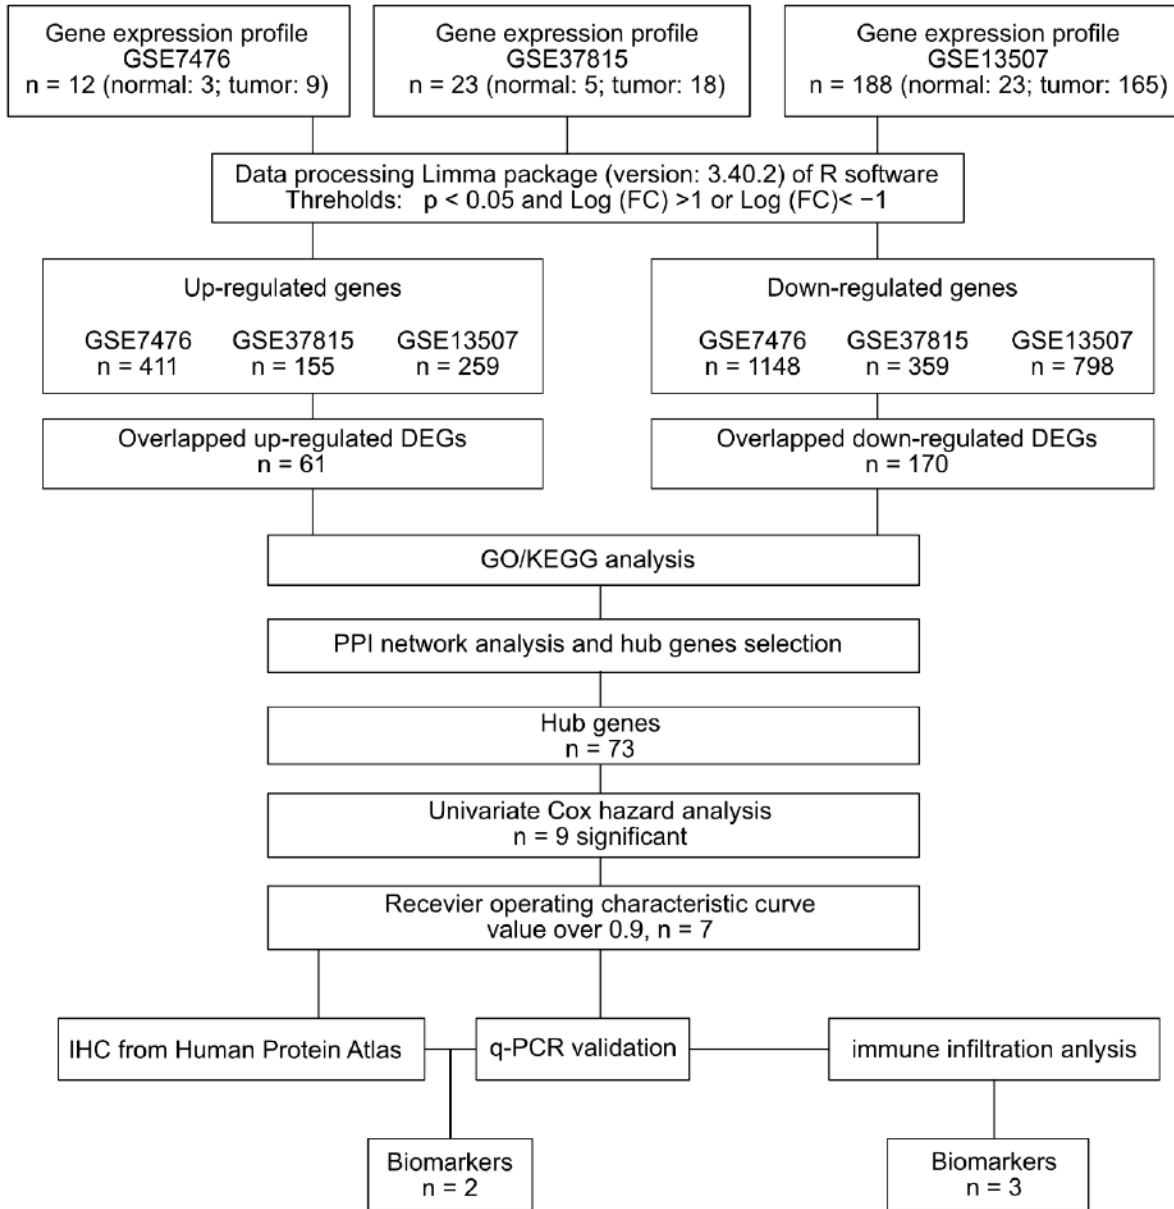 Gene expression profile
GSE7476
n = 12 (normal: 3; tumor: 9)
Gene expression profile
GSE37815
n = 23 (normal: 5; tumor: 18)
Gene expression profile
GSE13507
n = 188 (normal: 23; tumor: 165)
Data processing Limma package (version: 3.40.2) of R software
Threholds: p < 0.05 and Log (FC) >1 or Log (FC)< −1
Up-regulated genes
GSE7476 GSE37815 GSE13507
n = 411 n = 155 n = 259
Down-regulated genes
GSE7476 GSE37815 GSE13507
n = 1148 n = 359 n = 798
Overlapped up-regulated DEGs
n = 61
Overlapped down-regulated DEGs
n = 170
GO/KEGG analysis
PPI network analysis and hub genes selection
Hub genes
n = 73
Univariate Cox hazard analysis
n = 9 significant
Recevier operating characteristic curve
value over 0.9, n = 7
IHC from Human Protein Atlas
q-PCR validation
immune infiltration anlysis
Biomarkers
n = 2
Biomarkers
n = 3